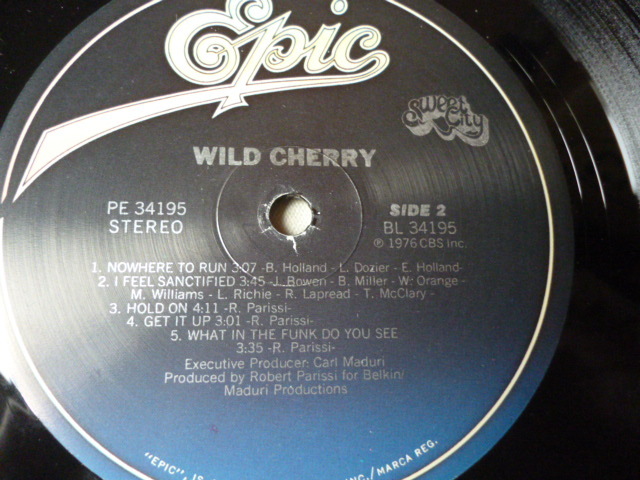 Epic
Sweet City
WILD CHERRY
PE 34195
STEREO
SIDE 2
BL 34195
℗ 1976 CBS Inc.
1. NOWHERE TO RUN 3:07 -B. Holland- L. Dozier - E. Holland-
2. I FEEL SANCTIFIED 3:45 -J. Bowen - B. Miller - W. Orange -
M. Williams - L. Richie - R. Lapread - T. McClary -
3. HOLD ON 4:11 -R. Parissi-
4. GET IT UP 3:01 -R. Parissi-
5. WHAT IN THE FUNK DO YOU SEE
3:35 -R. Parissi-
Executive Producer: Carl Maduri
Produced by Robert Parissi for Belkin/
Maduri Productions
"EPIC", INC./MARCA REG.